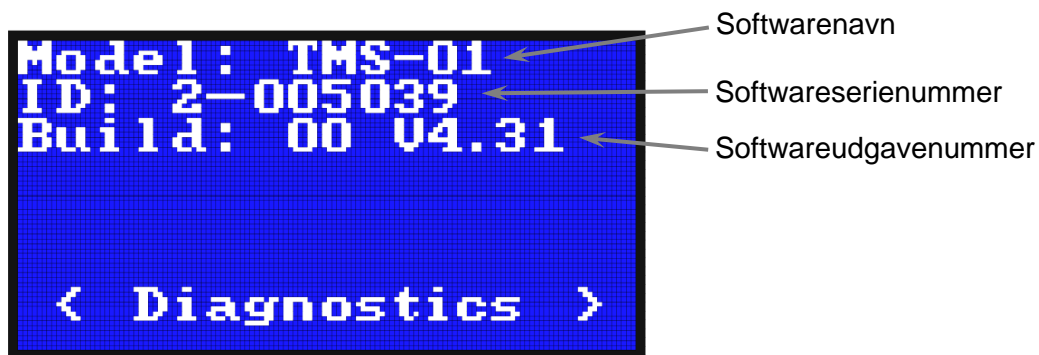 Model: TMS-01
Softwarenavn
ID: 2-005039
Softwareserienummer
Build: 00 V4.31
Softwareudgavenummer
< Diagnostics >